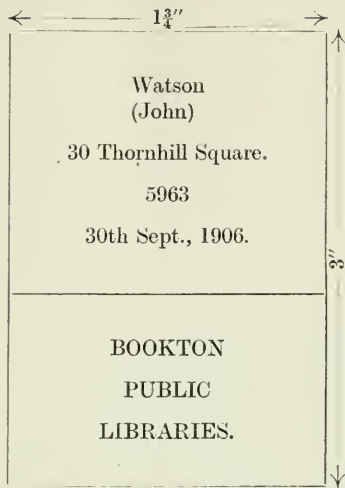 1¾″
Watson
(John)
30 Thornhill Square.
5963
30th Sept., 1906.
3″
BOOKTON
PUBLIC
LIBRARIES.